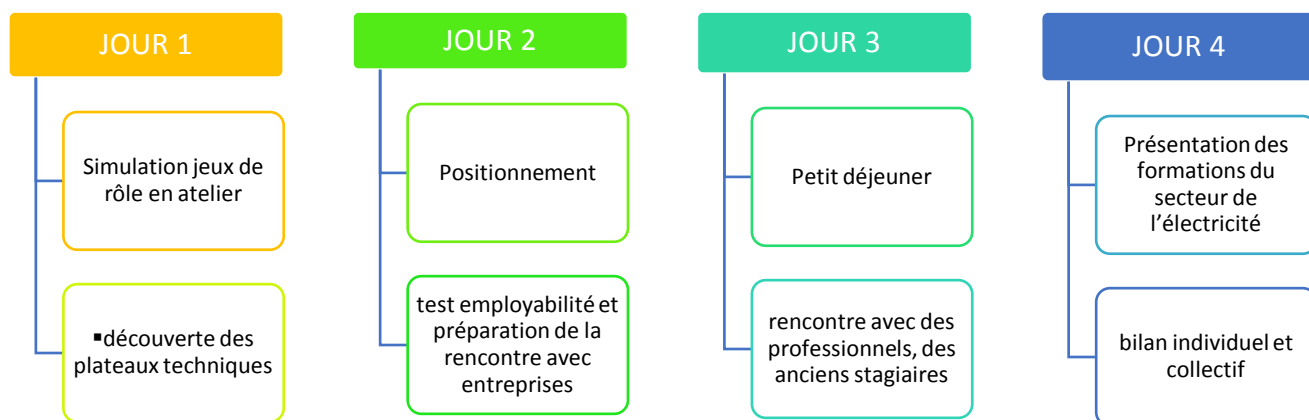 JOUR 1
Simulation jeux de
rôle en atelier
▪découverte des
plateaux techniques
JOUR 2
Positionnement
test employabilité et
préparation de la
rencontre avec
entreprises
JOUR 3
Petit déjeuner
rencontre avec des
professionnels, des
anciens stagiaires
JOUR 4
Présentation des
formations du
secteur de
l’électricité
bilan individuel et
collectif